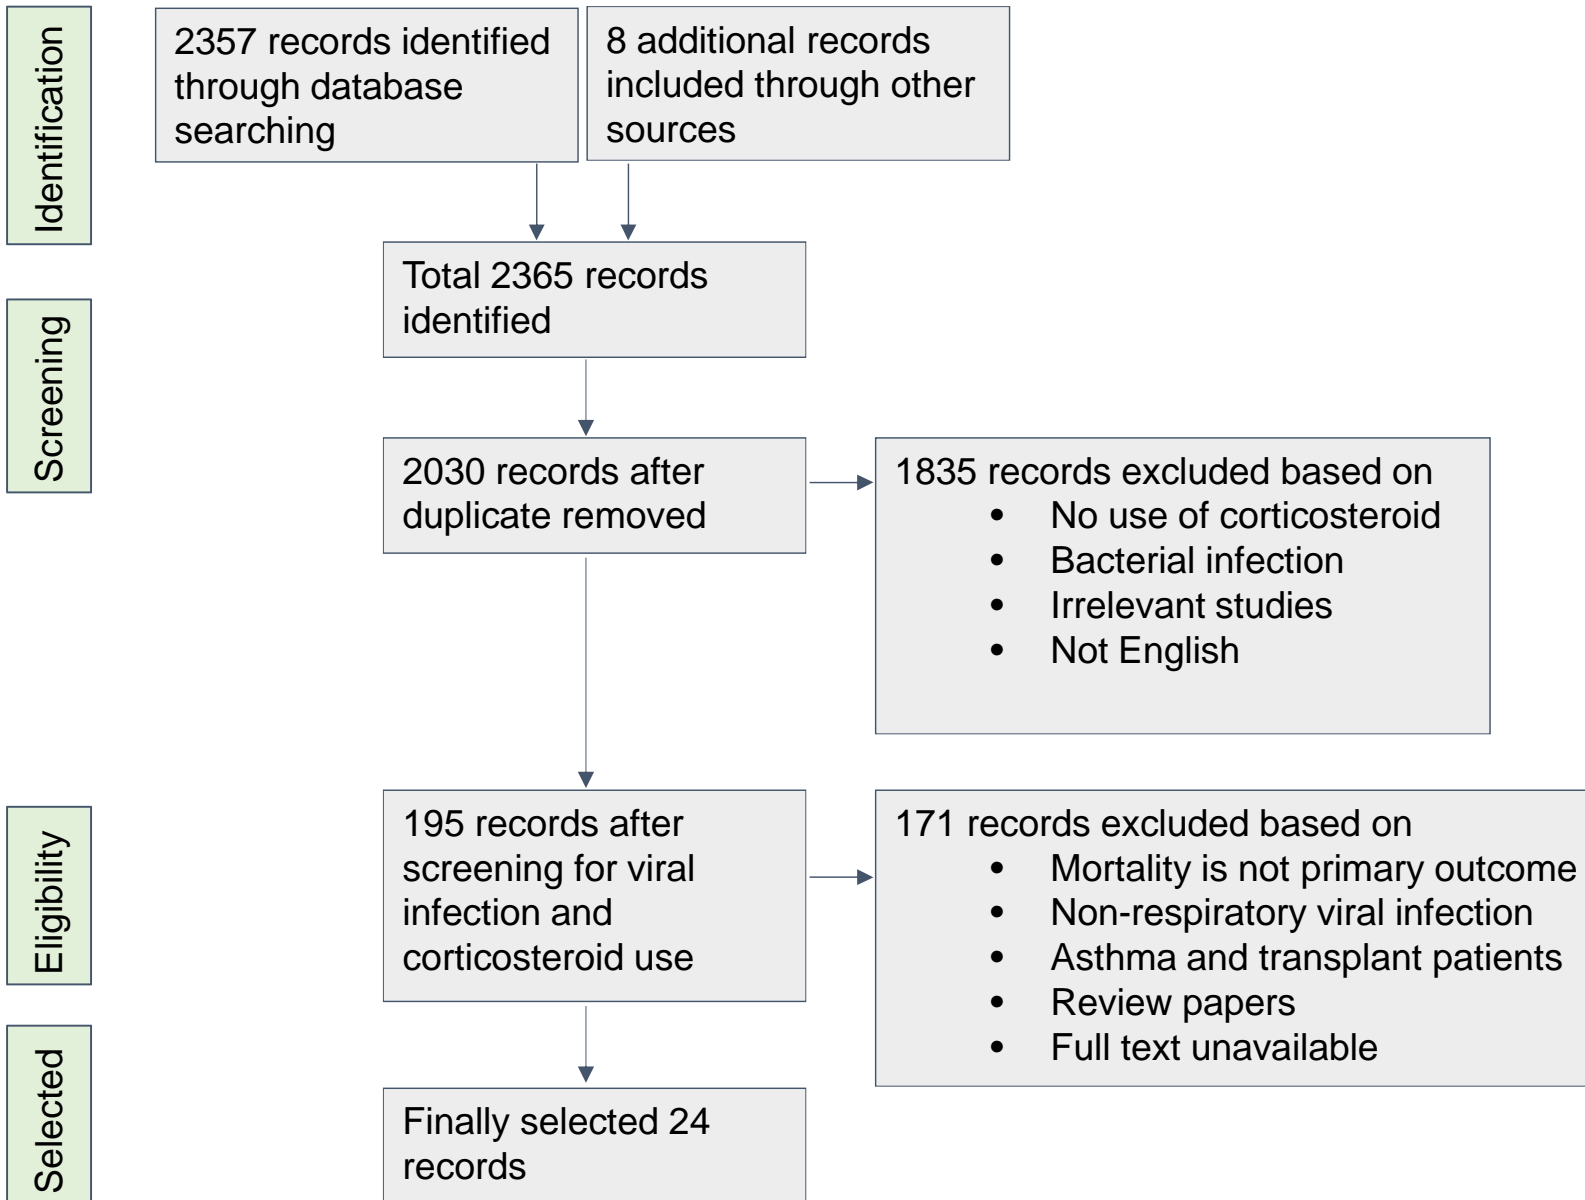 Identification
2357 records identified
through database
searching
8 additional records
included through other
sources
Total 2365 records
identified
Screening
2030 records after
duplicate removed
1835 records excluded based on
• No use of corticosteroid
• Bacterial infection
• Irrelevant studies
• Not English
Eligibility
195 records after
screening for viral
infection and
corticosteroid use
171 records excluded based on
• Mortality is not primary outcome
• Non-respiratory viral infection
• Asthma and transplant patients
• Review papers
• Full text unavailable
Selected
Finally selected 24
records